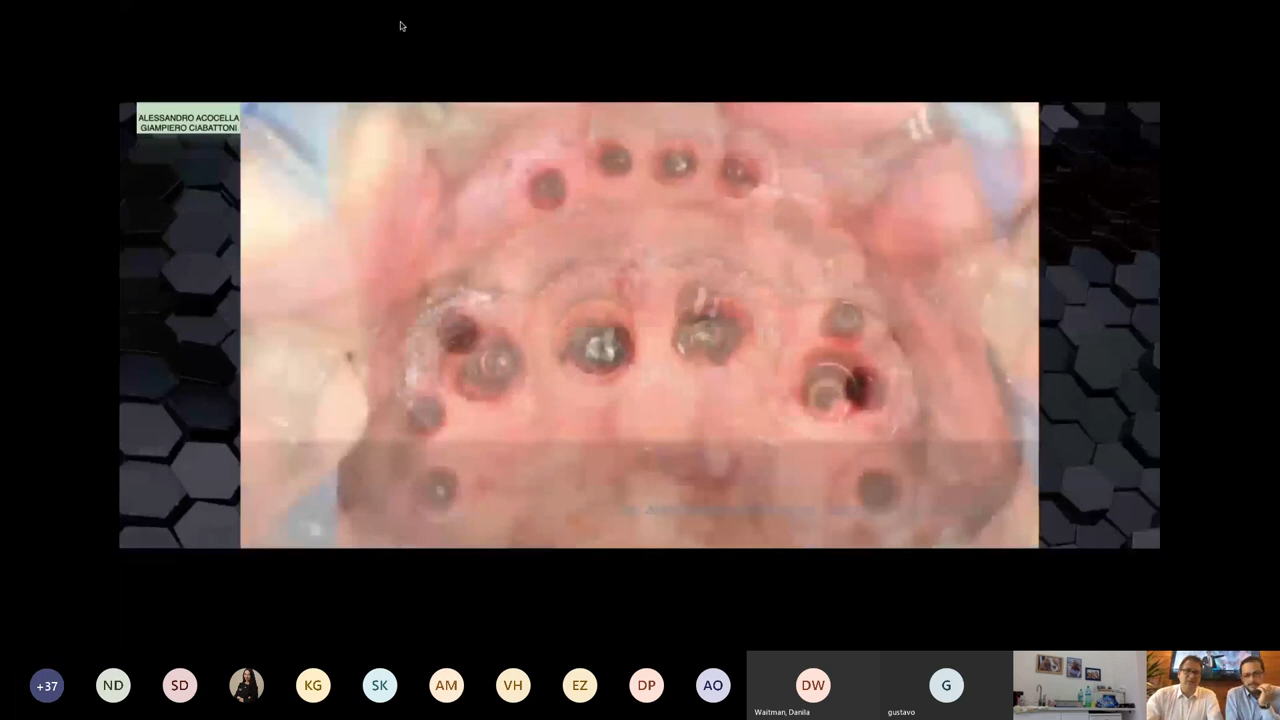 ALESSANDRO ACOCELLA
GIAMPIERO CIABATTONI
+37
ND
SD
KG
SK
AM
VH
EZ
DP
AO
DW
Waitman, Danila
G
gustavo